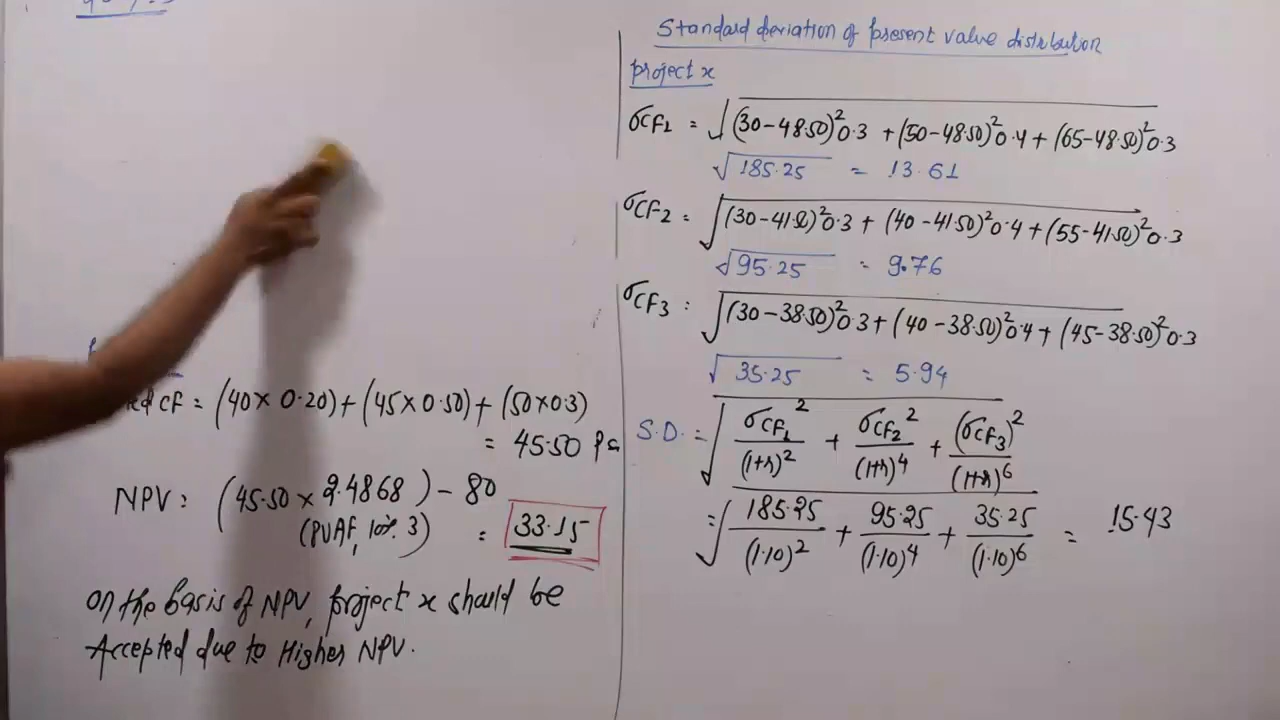 CF = (40 × 0.20) + (45 × 0.50) + (50 × 0.3)
= 45.50 Pa
NPV = (45.50 × 2.4868) - 80
(PVAF, 10% 3) = 33.15
On the basis of NPV, project x should be
Accepted due to Higher NPV.
Standard deviation of present value distribution
project x
σCF₁ = √(30-48.50)²0.3 + (50-48.50)²0.4 + (65-48.50)²0.3
√185.25 = 13.61
σCF₂ = √(30-41.50)²0.3 + (40-41.50)²0.4 + (55-41.50)²0.3
√95.25 = 9.76
σCF₃ = √(30-38.50)²0.3 + (40-38.50)²0.4 + (45-38.50)²0.3
√35.25 = 5.94
S.D. = √σCF₁²/(1+r)² + σCF₂²/(1+r)⁴ + (σCF₃)²/(1+r)⁶
= √185.25/(1.10)² + 95.25/(1.10)⁴ + 35.25/(1.10)⁶ = 15.43